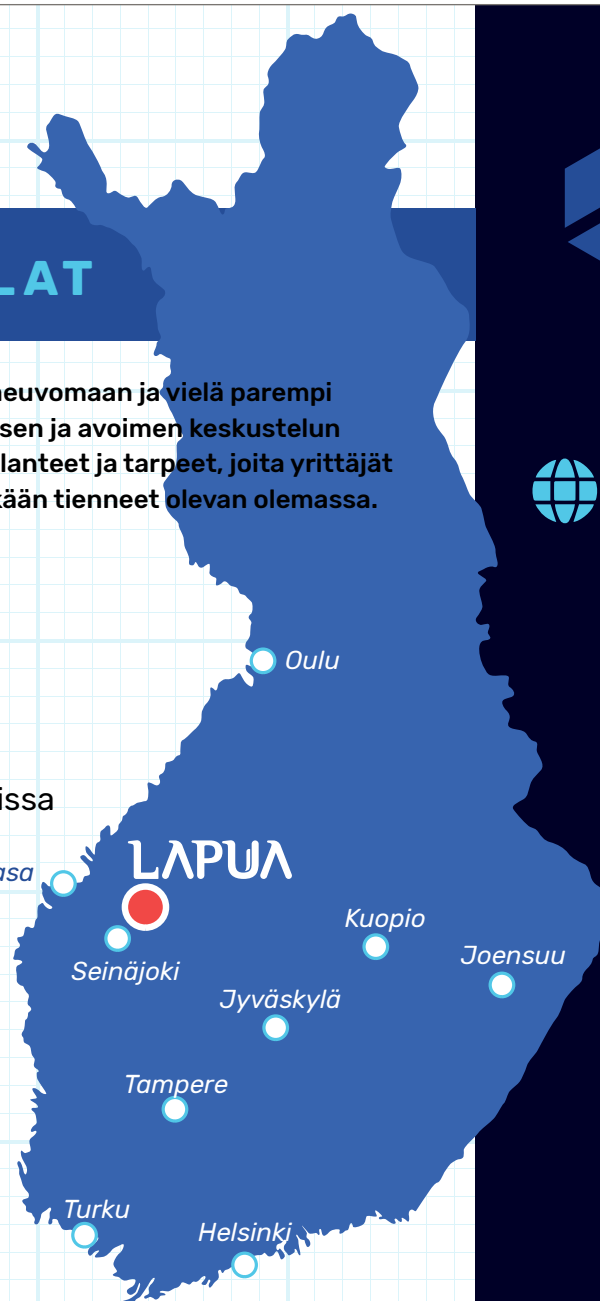 LAT
neuvomaan ja vielä parempi
sen ja avoimen keskustelun
lanteet ja tarpeet, joita yrittäjät
kään tienneet olevan olemassa.
Oulu
issa
LAPUA
asa
Kuopio
Joensuu
Seinäjoki
Jyväskylä
Tampere
Turku
Helsinki